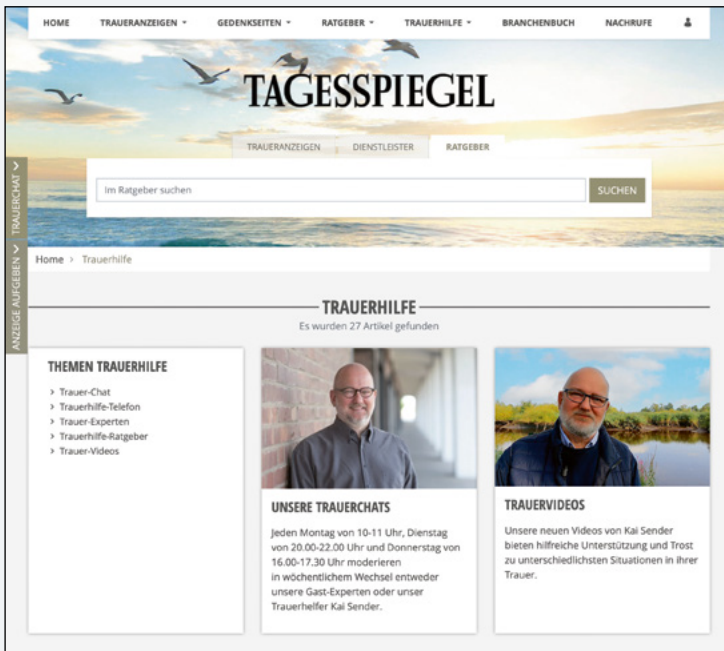 HOME TRAUERANZEIGEN GEDENKSEITEN RATGEBER TRAUERHILFE BRANCHENBUCH NACHRUFE
TAGESSPIEGEL
TRAUERANZEIGEN DIENSTLEISTER RATGEBER
Im Ratgeber suchen SUCHEN
TRAUERCHAT
ANZEIGE AUFGEBEN
Home > Trauerhilfe
TRAUERHILFE
Es wurden 27 Artikel gefunden
THEMEN TRAUERHILFE
> Trauer-Chat
> Trauerhilfe-Telefon
> Trauer-Experten
> Trauerhilfe-Ratgeber
> Trauer-Videos
UNSERE TRAUERCHATS
Jeden Montag von 10-11 Uhr, Dienstag
von 20.00-22.00 Uhr und Donnerstag von
16.00-17.30 Uhr moderieren
in wöchentlichem Wechsel entweder
unsere Gast-Experten oder unser
Trauerhelfer Kai Sender.
TRAUERVIDEOS
Unsere neuen Videos von Kai Sender
bieten hilfreiche Unterstützung und Trost
zu unterschiedlichsten Situationen in ihrer
Trauer.